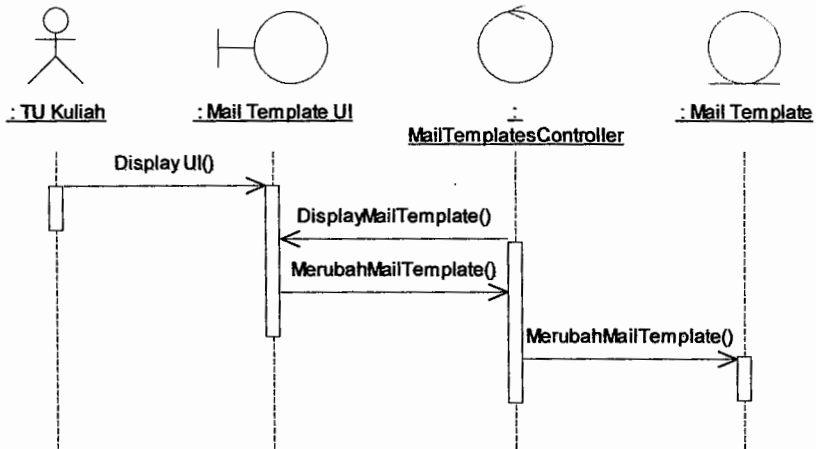 : TU Kuliah
: Mail Template UI
:
MailTemplatesController
: Mail Template
Display UI()
DisplayMailTemplate()
MerubahMailTemplate()
MerubahMailTemplate()